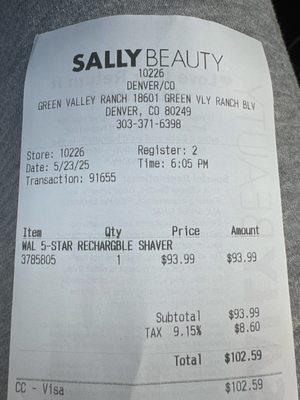 SALLY BEAUTY
10226
DENVER/CO
GREEN VALLEY RANCH 18601 GREEN VLY RANCH BLV
DENVER, CO 80249
303-371-6398
Store: 10226 Register: 2
Date: 5/23/25 Time: 6:05 PM
Transaction: 91655
Item Qty Price Amount
WAL 5-STAR RECHARGBLE SHAVER
3785805 1 $93.99 $93.99
Subtotal $93.99
TAX 9.15% $8.60
Total $102.59
CC - Visa $102.59